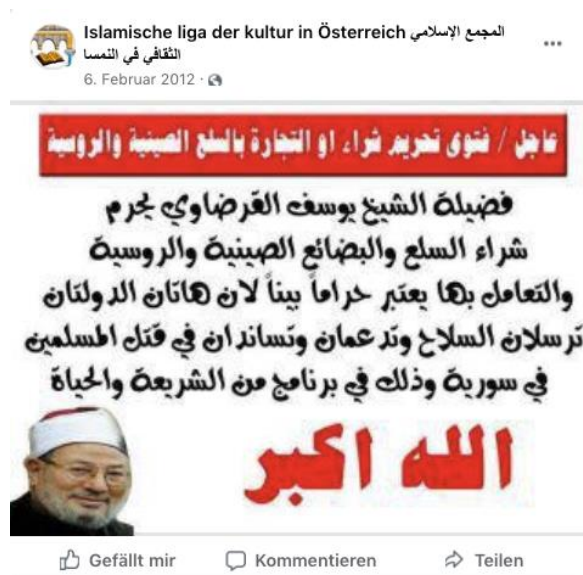 Islamische liga der kultur in Österreich المجمع الإسلامي
الثقافي في النمسا
6. Februar 2012 ·
عاجل / فتوى تحريم شراء او التجارة بالسلع الصينية والروسية
فضيلة الشيخ يوسف القرضاوي يحرم
شراء السلع والبضائع الصينية والروسية
والتعامل بها يعتبر حراماً بيناً لان هاتان الدولتان
ترسلان السلاح وتدعمان وتساندان في قتل المسلمين
في سورية وذلك في برنامج من الشريعة والحياة
الله اكبر
Gefällt mir
Kommentieren
Teilen